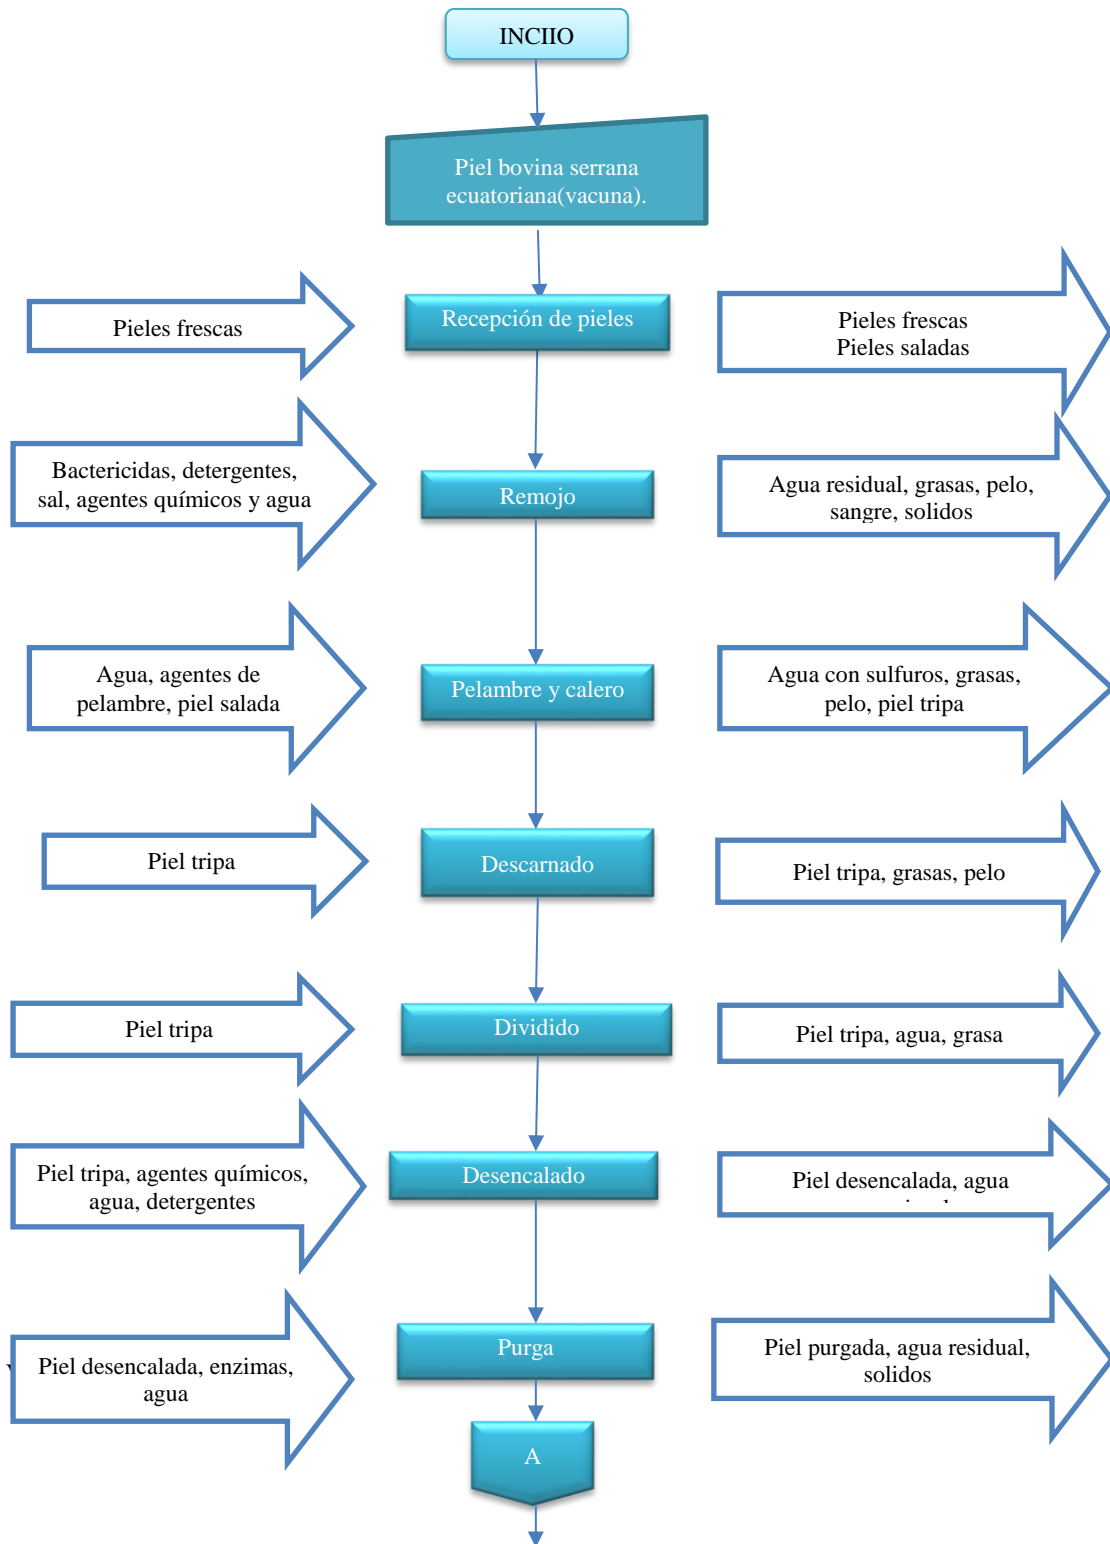 INCIIO
Piel bovina serrana
ecuatoriana(vacuna).
Pieles frescas
Recepción de pieles
Pieles frescas
Pieles saladas
Bactericidas, detergentes,
sal, agentes químicos y agua
Remojo
Agua residual, grasas, pelo,
sangre, solidos
Agua, agentes de
pelambre, piel salada
Pelambre y calero
Agua con sulfuros, grasas,
pelo, piel tripa
Piel tripa
Descarnado
Piel tripa, grasas, pelo
Piel tripa
Dividido
Piel tripa, agua, grasa
Piel tripa, agentes químicos,
agua, detergentes
Desencalado
Piel desencalada, agua
Piel desencalada, enzimas,
agua
Purga
Piel purgada, agua residual,
solidos
A